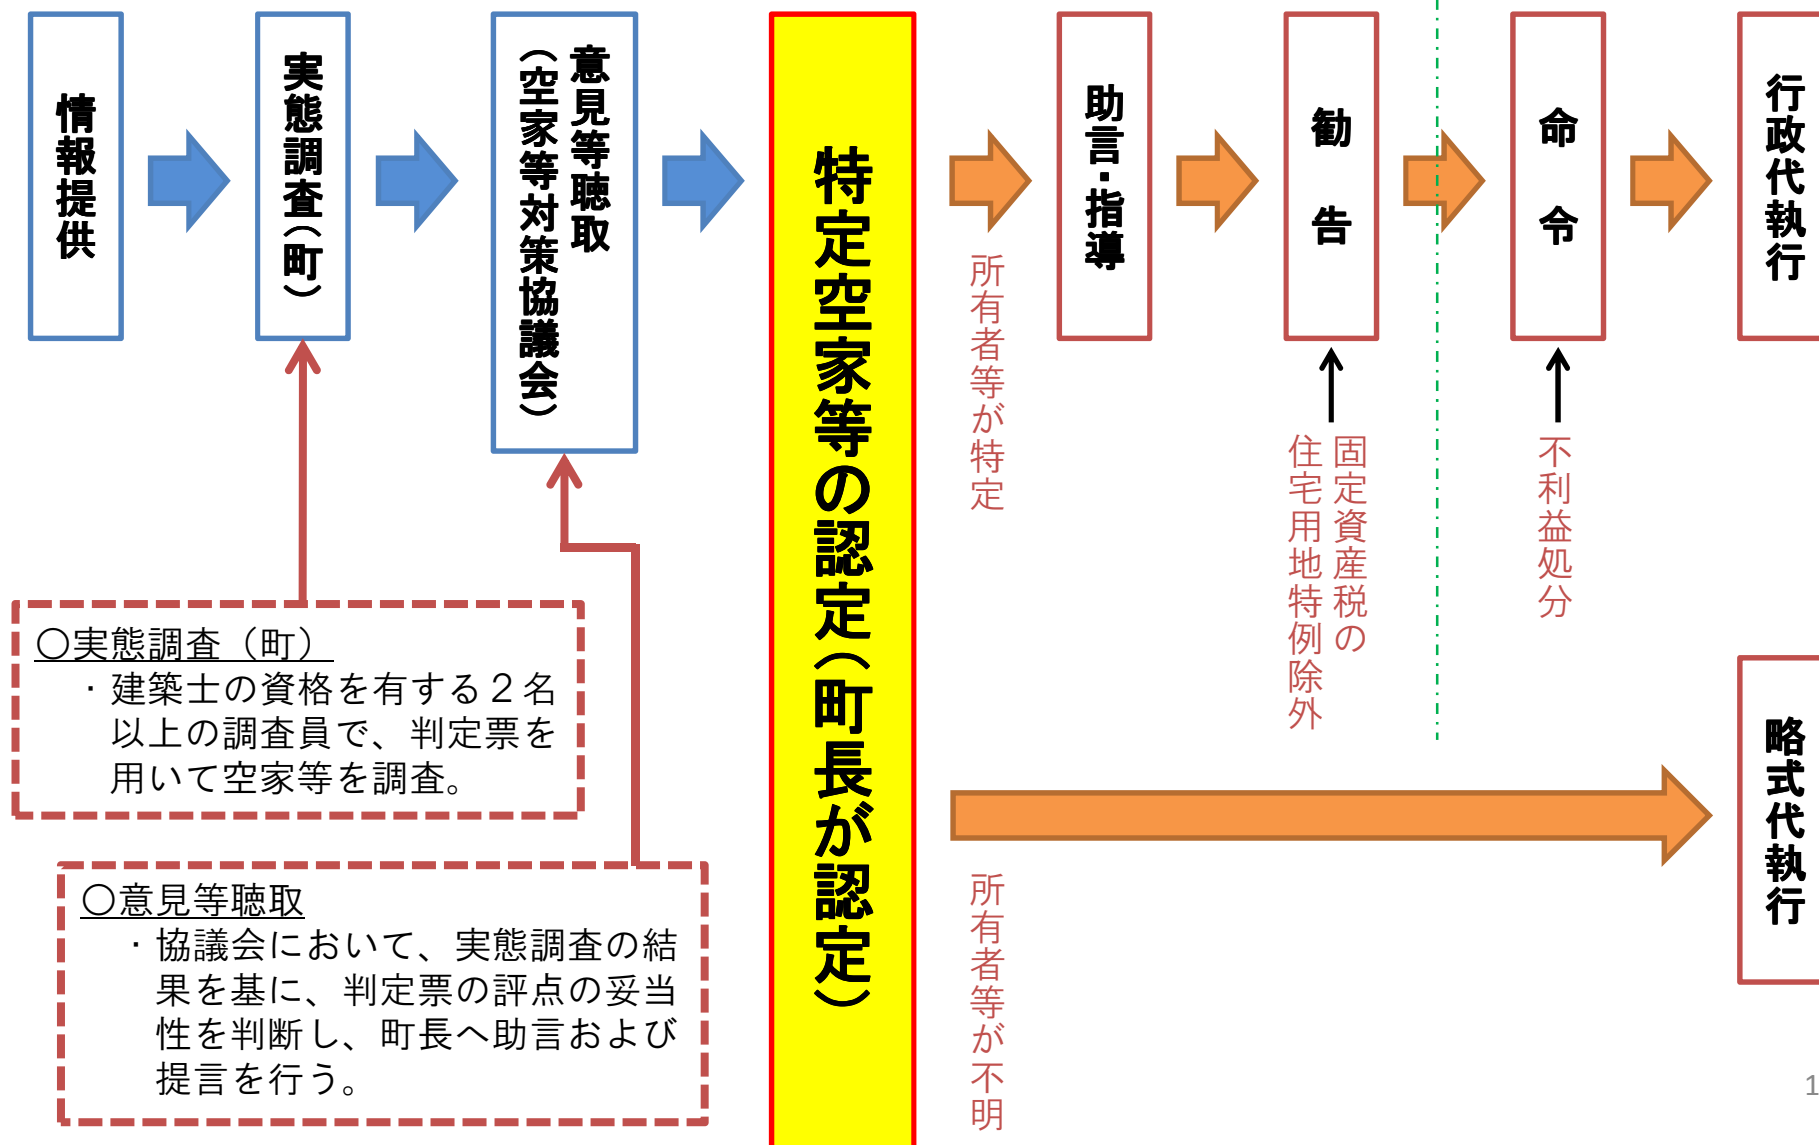 情報提供
実態調査（町）
意見等聴取
（空家等対策協議会）
特定空家等の認定（町長が認定）
所有者等が特定
助言・指導
勧　告
固定資産税の
住宅用地特例除外
命　令
不利益処分
行政代執行
所有者等が不明
略式代執行
〇実態調査（町）
・建築士の資格を有する２名
以上の調査員で、判定票を
用いて空家等を調査。
〇意見等聴取
・協議会において、実態調査の結
果を基に、判定票の評点の妥当
性を判断し、町長へ助言および
提言を行う。
1